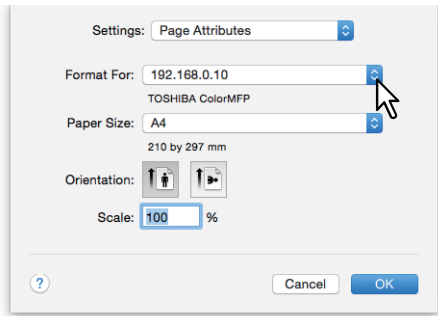 Settings: Page Attributes
Format For: 192.168.0.10
TOSHIBA ColorMFP
Paper Size: A4
210 by 297 mm
Orientation:
Scale: 100 %
? Cancel OK